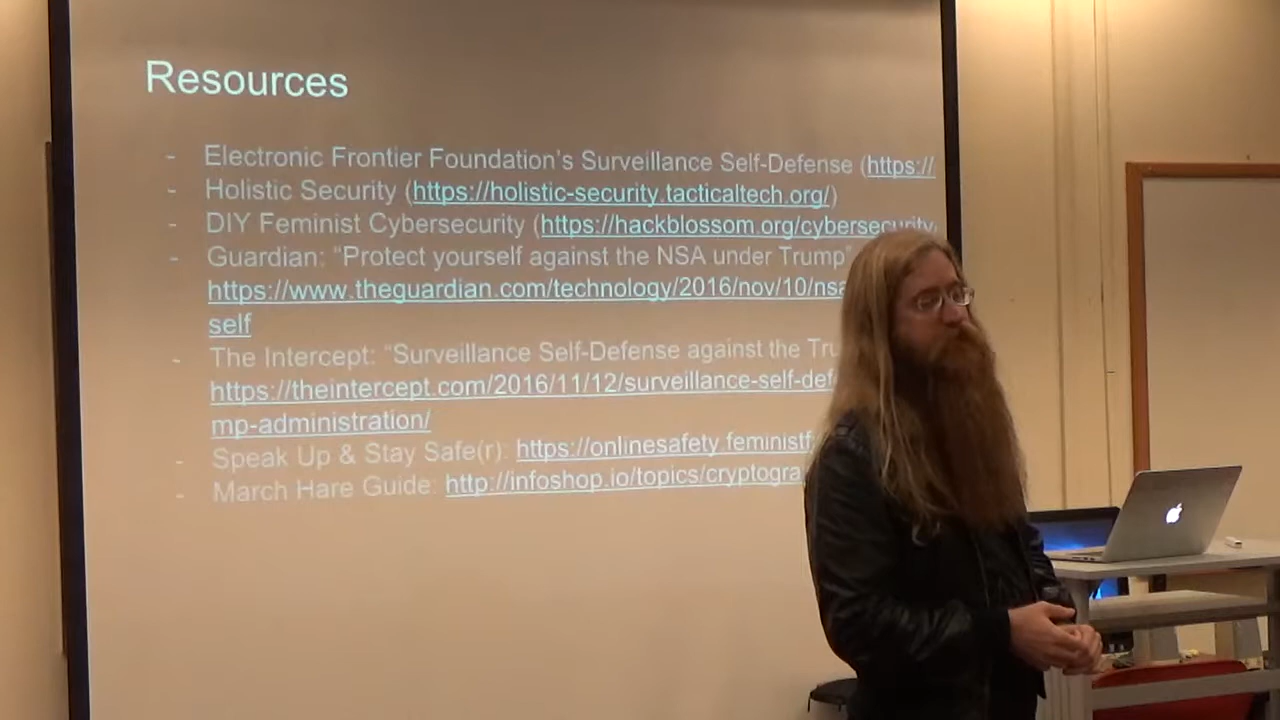 Resources
- Electronic Frontier Foundation's Surveillance Self-Defense (https://
- Holistic Security (https://holistic-security.tacticaltech.org/)
- DIY Feminist Cybersecurity (https://hackblossom.org/cybersecurity
- Guardian: "Protect yourself against the NSA under Trump"
https://www.theguardian.com/technology/2016/nov/10/nsa
self
- The Intercept: "Surveillance Self-Defense against the Tru
https://theintercept.com/2016/11/12/surveillance-self-def
mp-administration/
- Speak Up & Stay Safe(r): https://onlinesafety.feministf
- March Hare Guide: http://infoshop.io/topics/cryptogra